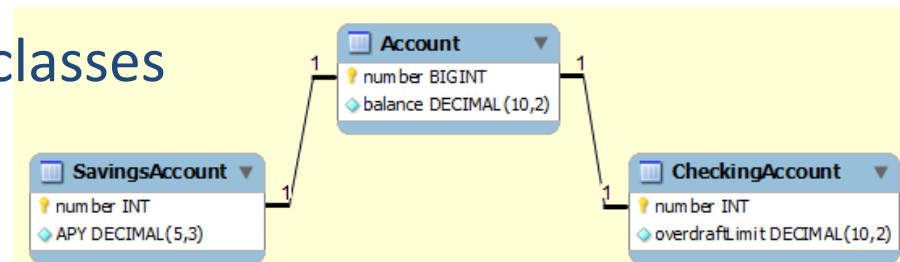 classes
Account
number BIGINT
balance DECIMAL(10,2)
1
1
SavingsAccount
number INT
APY DECIMAL(5,3)
1
CheckingAccount
number INT
overdraftLimit DECIMAL(10,2)
1